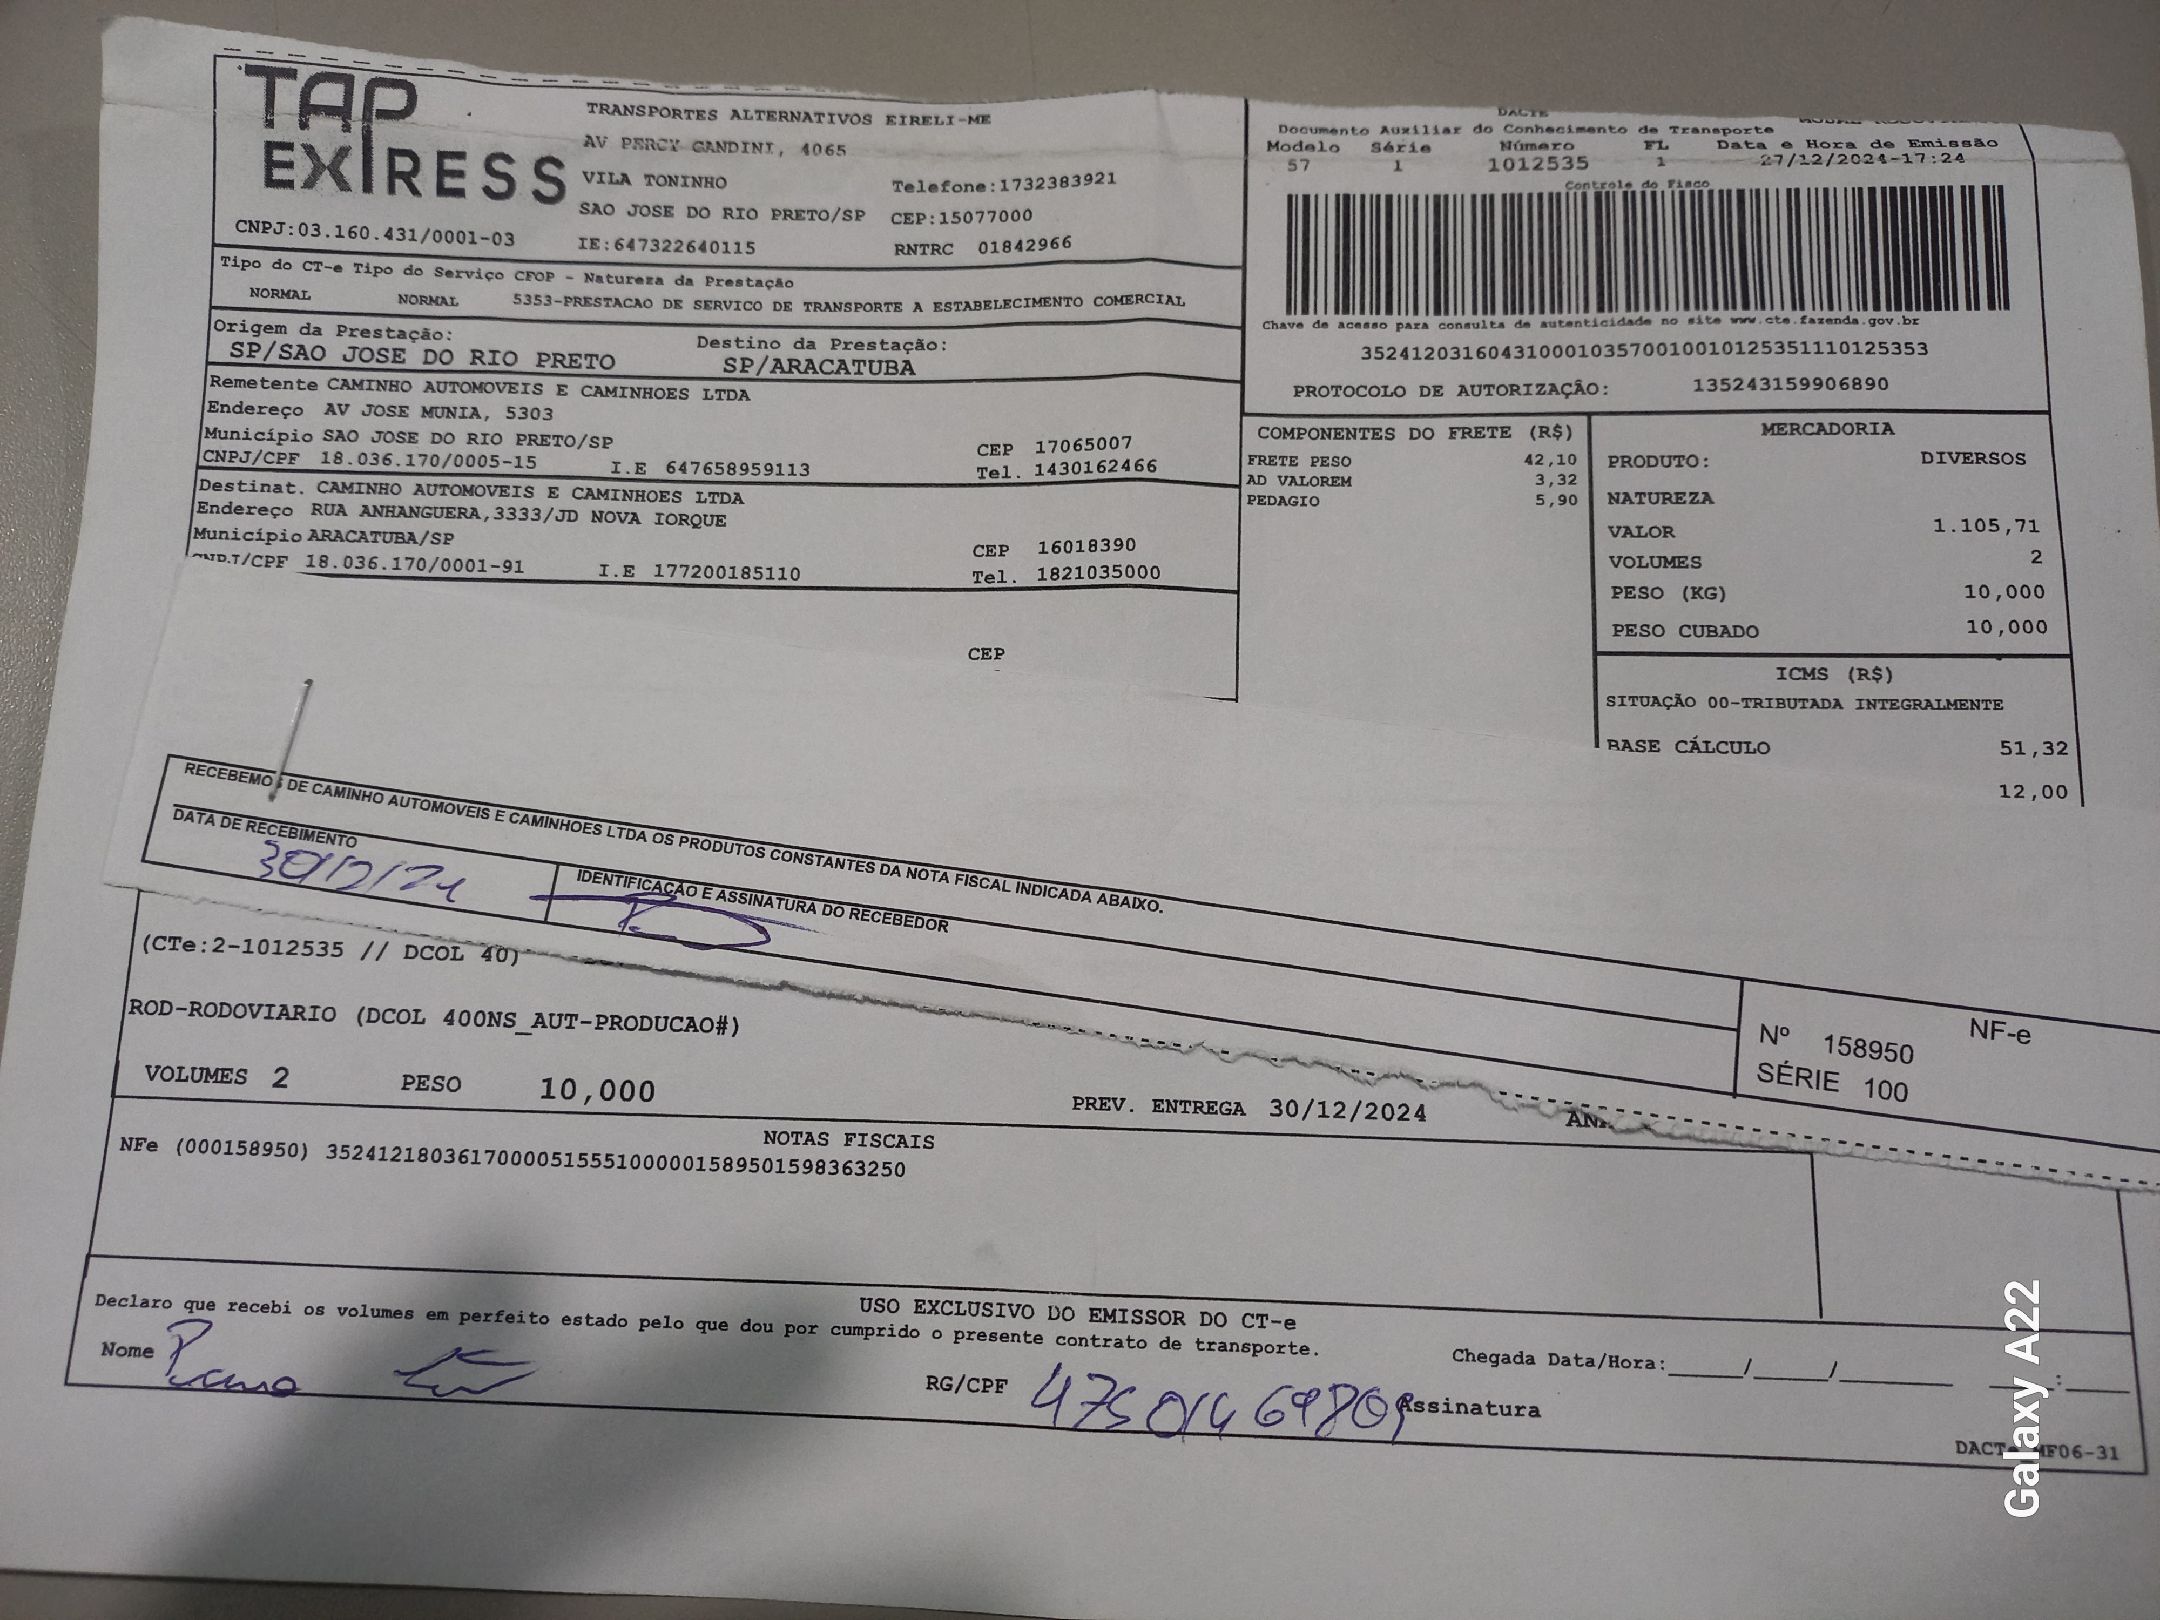 TAP EXPRESS
TRANSPORTES ALTERNATIVOS EIRELI-ME
AV PERCY GANDINI, 4065
VILA TONINHO
Telefone:1732383921
SAO JOSE DO RIO PRETO/SP CEP:15077000
CNPJ:03.160.431/0001-03 IE:647322640115 RNTRC 01842966
Tipo do CT-e Tipo do Serviço CFOP - Natureza da Prestação
NORMAL NORMAL 5353-PRESTACAO DE SERVICO DE TRANSPORTE A ESTABELECIMENTO COMERCIAL
Origem da Prestação: Destino da Prestação:
SP/SAO JOSE DO RIO PRETO SP/ARACATUBA
Remetente CAMINHO AUTOMOVEIS E CAMINHOES LTDA
Endereço AV JOSE MUNIA, 5303
Município SAO JOSE DO RIO PRETO/SP CEP 17065007
CNPJ/CPF 18.036.170/0005-15 I.E 647658959113 Tel. 1430162466
Destinat. CAMINHO AUTOMOVEIS E CAMINHOES LTDA
Endereço RUA ANHANGUERA,3333/JD NOVA IORQUE
Município ARACATUBA/SP CEP 16018390
CNPJ/CPF 18.036.170/0001-91 I.E 177200185110 Tel. 1821035000
CEP
DACTE
Documento Auxiliar do Conhecimento de Transporte
Modelo Série Número FL Data e Hora de Emissão
57 1 1012535 1 27/12/2024-17:24
Controle do Fisco
Chave de acesso para consulta de autenticidade no site www.cte.fazenda.gov.br
35241203160431000103570010010125351110125353
PROTOCOLO DE AUTORIZAÇÃO: 135243159906890
COMPONENTES DO FRETE (R$)
FRETE PESO 42,10
AD VALOREM 3,32
PEDAGIO 5,90
MERCADORIA
PRODUTO: DIVERSOS
NATUREZA
VALOR 1.105,71
VOLUMES 2
PESO (KG) 10,000
PESO CUBADO 10,000
ICMS (R$)
SITUAÇÃO 00-TRIBUTADA INTEGRALMENTE
BASE CÁLCULO 51,32
12,00
RECEBEMOS DE CAMINHO AUTOMOVEIS E CAMINHOES LTDA OS PRODUTOS CONSTANTES DA NOTA FISCAL INDICADA ABAIXO.
DATA DE RECEBIMENTO
30/12/24
IDENTIFICAÇÃO E ASSINATURA DO RECEBEDOR
NF-e
Nº 158950
SÉRIE 100
(CTe:2-1012535 // DCOL 40)
ROD-RODOVIARIO (DCOL 400NS_AUT-PRODUCAO#)
VOLUMES 2 PESO 10,000 PREV. ENTREGA 30/12/2024
NOTAS FISCAIS
NFe (000158950) 35241218036170000515551000001589501598363250
USO EXCLUSIVO DO EMISSOR DO CT-e
Declaro que recebi os volumes em perfeito estado pelo que dou por cumprido o presente contrato de transporte.
Nome
RG/CPF 47501469809
Chegada Data/Hora:____/____/______ ___:____
Assinatura
MF06-31
Galaxy A22